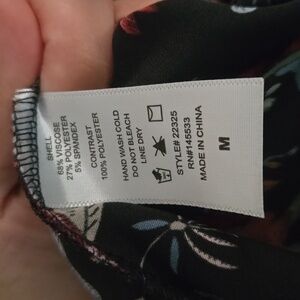 SHELL
68% VISCOSE
27% POLYESTER
5% SPANDEX
CONTRAST
100% POLYESTER
HAND WASH COLD
DO NOT BLEACH
LINE DRY
STYLE# 22325
RN#145533
MADE IN CHINA
M